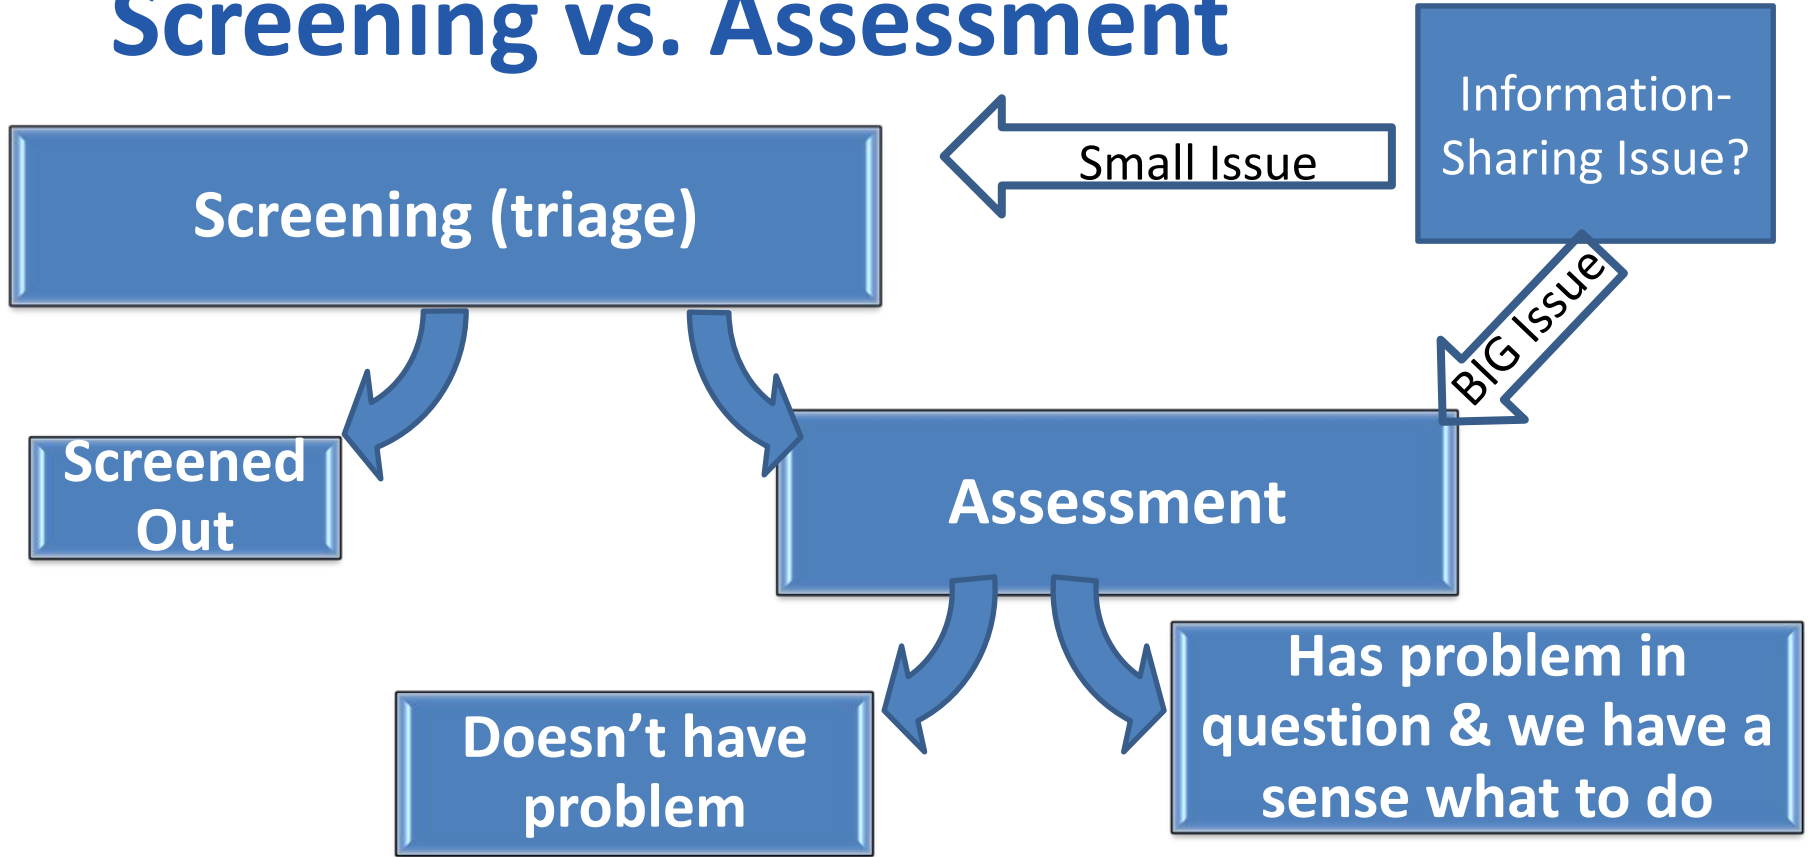 Screening vs. Assessment
Information-
Sharing Issue?
Small Issue
Screening (triage)
BIG Issue
Screened
Out
Assessment
Has problem in
question & we have a
sense what to do
Doesn’t have
problem